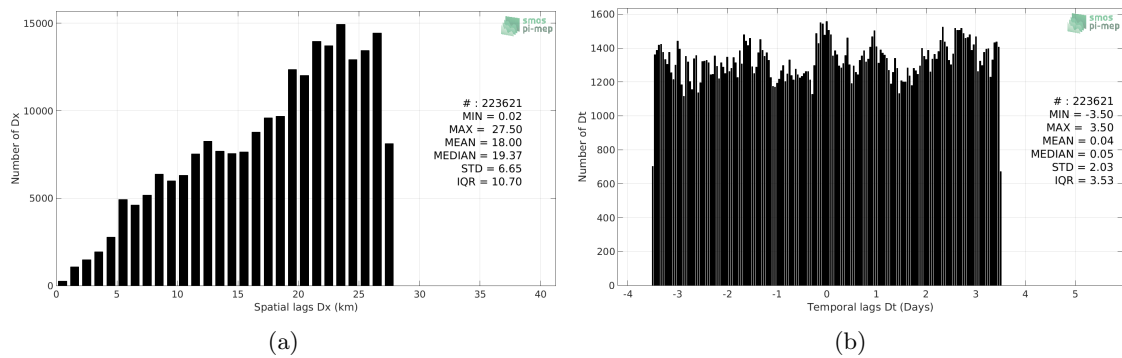 15000
10000
5000
0
Number of Dx
0 5 10 15 20 25 30 35 40
Spatial lags Dx (km)
smos
pi-mep
# : 223621
MIN = 0.02
MAX = 27.50
MEAN = 18.00
MEDIAN = 19.37
STD = 6.65
IQR = 10.70
(a)
1600
1400
1200
1000
800
600
400
200
0
Number of Dt
-4 -3 -2 -1 0 1 2 3 4 5
Temporal lags Dt (Days)
smos
pi-mep
# : 223621
MIN = -3.50
MAX = 3.50
MEAN = 0.04
MEDIAN = 0.05
STD = 2.03
IQR = 3.53
(b)